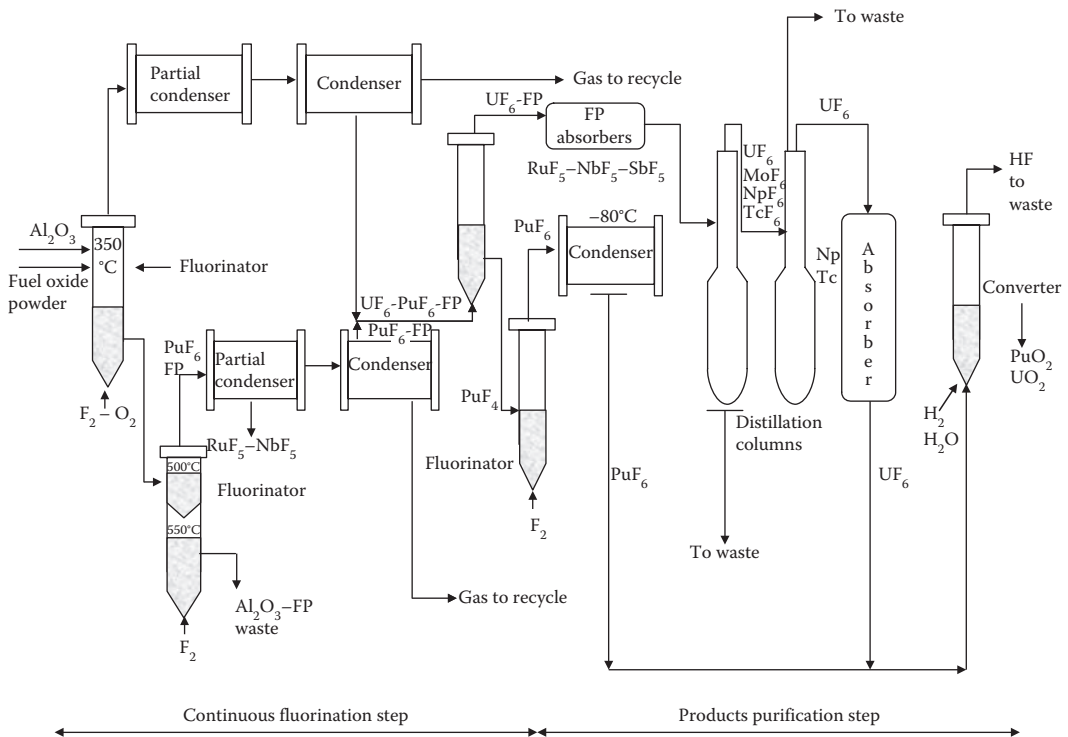 To waste
Partial
condenser
Condenser
Gas to recycle
UF₆-FP
FP
absorbers
RuF₅–NbF₅–SbF₅
UF₆
MoF₆
NpF₆
TcF₆
UF₆
HF
to
waste
Al₂O₃
Fuel oxide
powder
350
°C
Fluorinator
F₂ – O₂
PuF₆
–80°C
Condenser
Np
Tc
Absorber
Converter
PuO₂
UO₂
UF₆-PuF₆-FP
PuF₆-FP
PuF₆
FP
Partial
condenser
Condenser
RuF₅–NbF₅
PuF₄
Fluorinator
F₂
Distillation
columns
H₂
H₂O
500°C
Fluorinator
550°C
PuF₆
UF₆
To waste
Al₂O₃–FP
waste
Gas to recycle
F₂
Continuous fluorination step
Products purification step